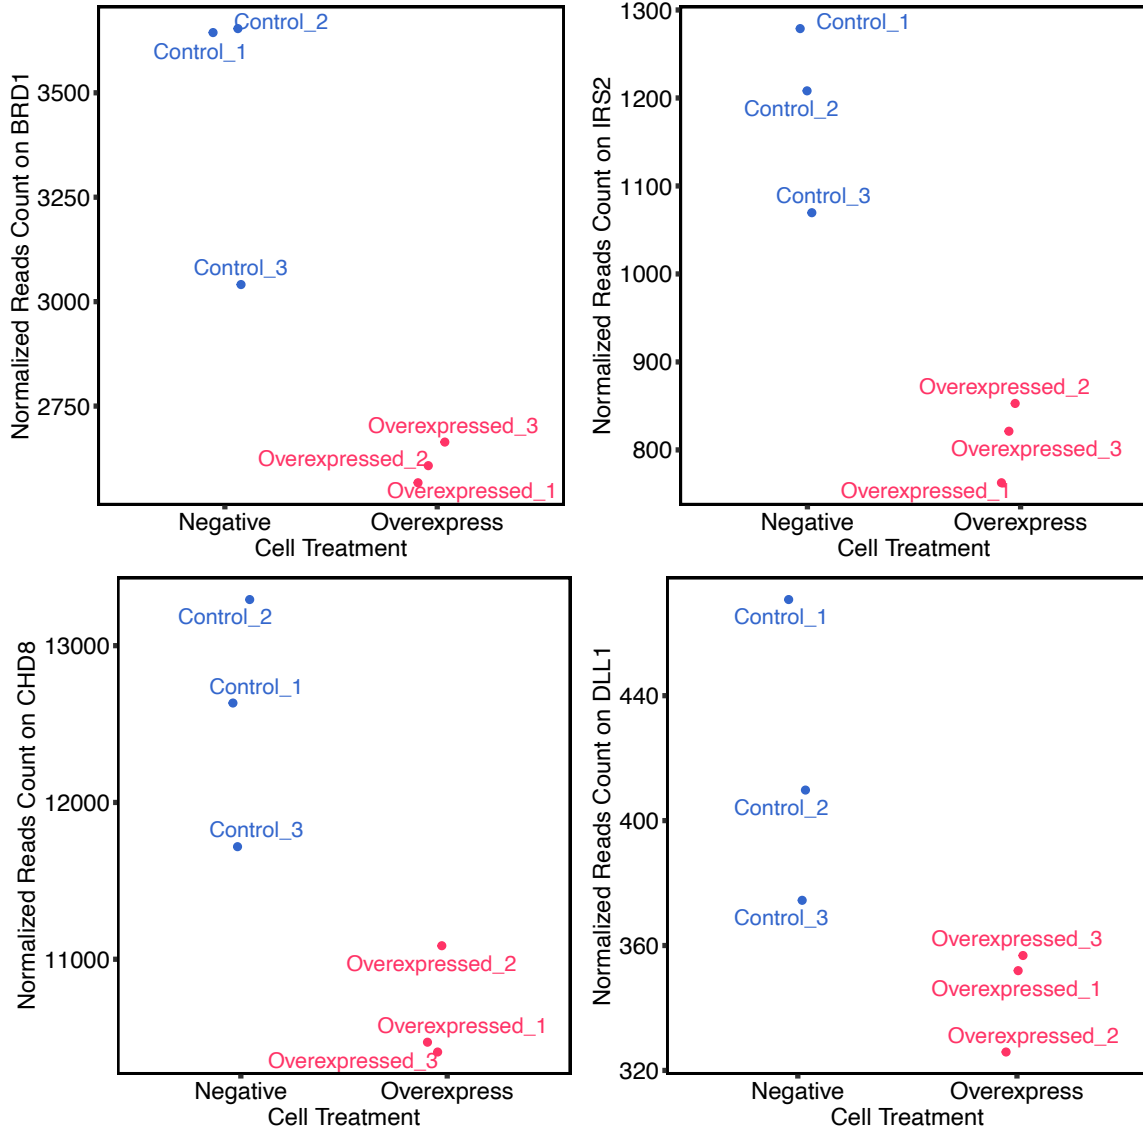 Normalized Reads Count on BRD1
3500
3250
3000
2750
Control_2
Control_1
Control_3
Overexpressed_3
Overexpressed_2
Overexpressed_1
Negative
Overexpress
Cell Treatment
Normalized Reads Count on IRS2
1300
1200
1100
1000
900
800
Control_1
Control_2
Control_3
Overexpressed_2
Overexpressed_3
Overexpressed_1
Negative
Overexpress
Cell Treatment
Normalized Reads Count on CHD8
13000
12000
11000
Control_2
Control_1
Control_3
Overexpressed_2
Overexpressed_1
Overexpressed_3
Negative
Overexpress
Cell Treatment
Normalized Reads Count on DLL1
440
400
360
320
Control_1
Control_2
Control_3
Overexpressed_3
Overexpressed_1
Overexpressed_2
Negative
Overexpress
Cell Treatment